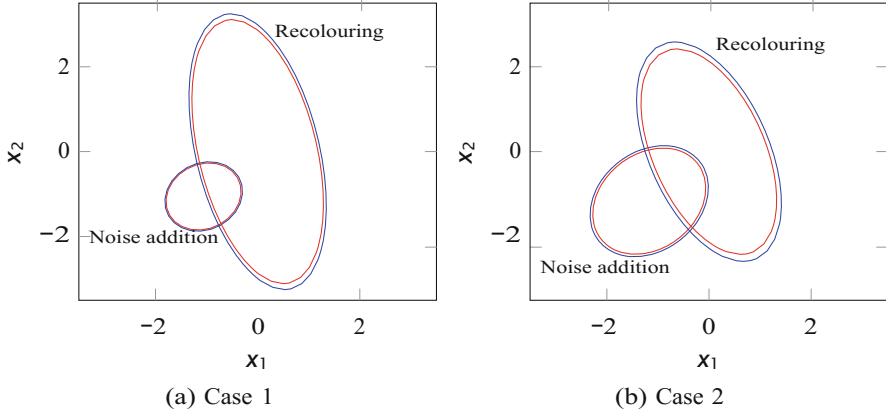 Recolouring
2
x2
0
−2
Noise addition
−2
0
2
x1
(a) Case 1
Recolouring
2
x2
0
−2
Noise addition
−2
0
2
x1
(b) Case 2